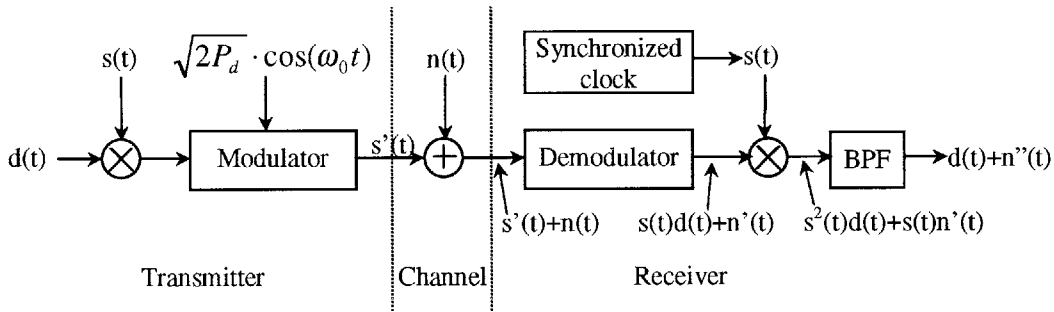 s(t)
√2P_d · cos(ω₀t)
n(t)
Synchronized
clock
s(t)
d(t)
Modulator
s'(t)
Demodulator
BPF
d(t)+n''(t)
s'(t)+n(t)
s(t)d(t)+n'(t)
s²(t)d(t)+s(t)n'(t)
Transmitter
Channel
Receiver